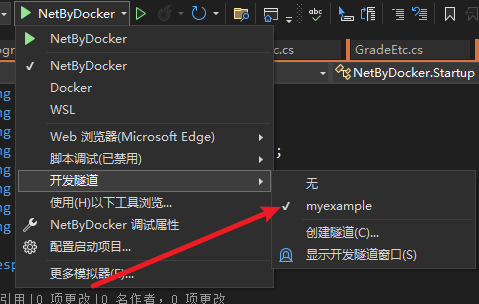 NetByDocker
.cs
GradeEtc.cs
NetByDocker
NetByDocker
NetByDocker.Startup
Docker
WSL
Web 浏览器(Microsoft Edge)
脚本调试(已禁用)
开发隧道
无
使用(H)以下工具浏览...
myexample
NetByDocker 调试属性
创建隧道(C)...
配置启动项目...
显示开发隧道窗口(S)
更多模拟器(E)...
引用|0 项更改|0 名作者, 0 项更改